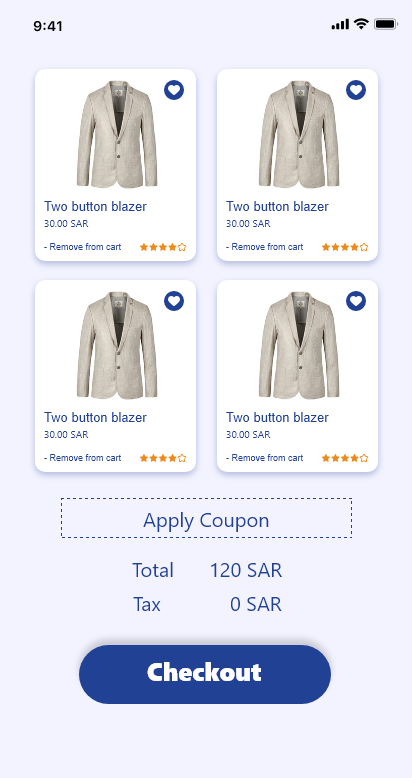 9:41
Two button blazer
30.00 SAR
- Remove from cart
Two button blazer
30.00 SAR
- Remove from cart
Two button blazer
30.00 SAR
- Remove from cart
Two button blazer
30.00 SAR
- Remove from cart
Apply Coupon
Total 120 SAR
Tax 0 SAR
Checkout